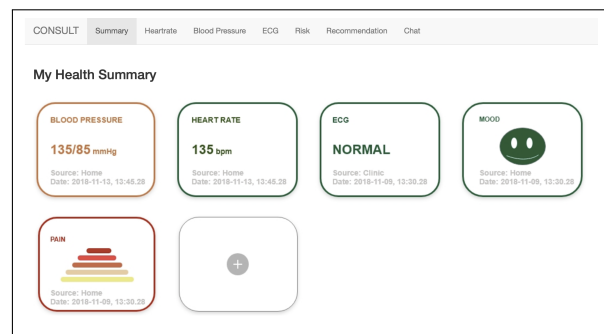 CONSULT Summary Heartrate Blood Pressure ECG Risk Recommendation Chat
My Health Summary
BLOOD PRESSURE
135/85 mmHg
Source: Home
Date: 2018-11-13, 13.45.28
HEART RATE
135 bpm
Source: Home
Date: 2018-11-13, 13.45.28
ECG
NORMAL
Source: Clinic
Date: 2018-11-09, 13:30.28
MOOD
Source: Home
Date: 2018-11-09, 13:30.28
PAIN
Source: Home
Date: 2018-11-09, 13:30.28
+